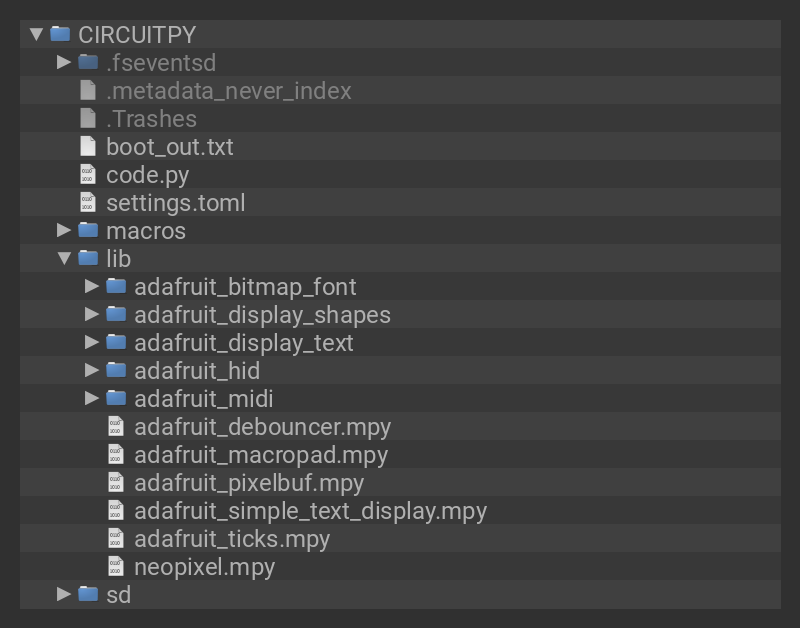 CIRCUITPY
.fseventsd
.metadata_never_index
.Trashes
boot_out.txt
code.py
settings.toml
macros
lib
adafruit_bitmap_font
adafruit_display_shapes
adafruit_display_text
adafruit_hid
adafruit_midi
adafruit_debouncer.mpy
adafruit_macropad.mpy
adafruit_pixelbuf.mpy
adafruit_simple_text_display.mpy
adafruit_ticks.mpy
neopixel.mpy
sd